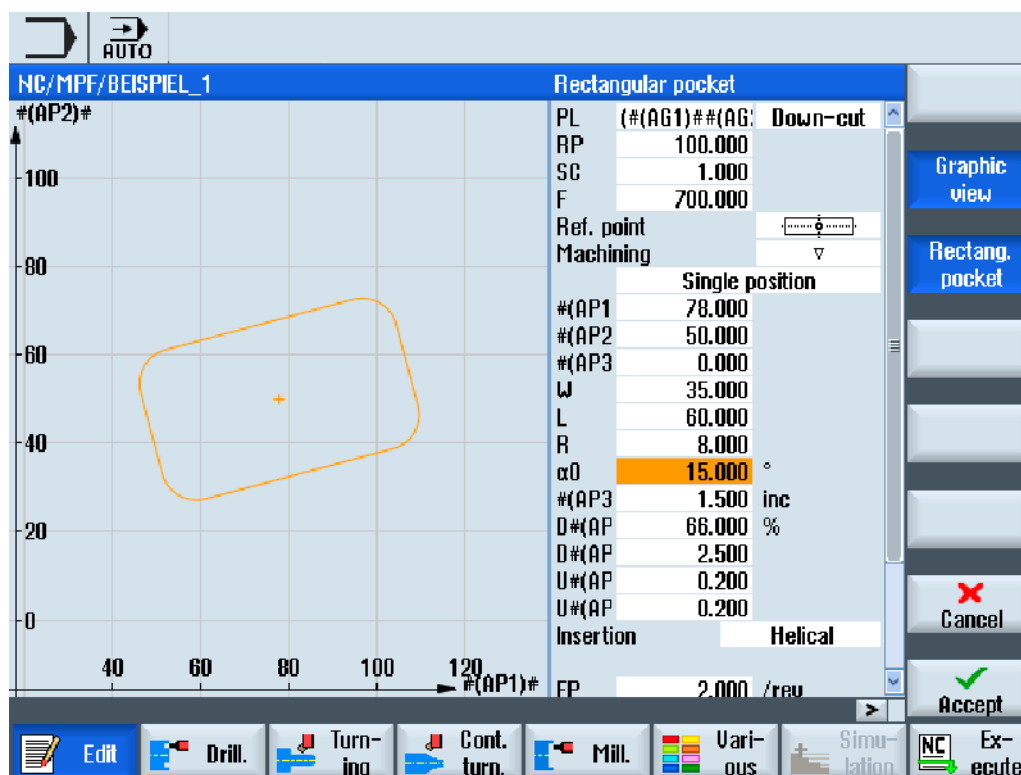 AUTO
NC/MPF/BEISPIEL_1
Rectangular pocket
#(AP2)#
100
80
60
40
20
0
40 60 80 100 120
#(AP1)#
PL (#(AG1)##(AG: Down-cut
RP 100.000
SC 1.000
F 700.000
Ref. point
Machining ▽
Single position
#(AP1 78.000
#(AP2 50.000
#(AP3 0.000
W 35.000
L 60.000
R 8.000
α0 15.000 °
#(AP3 1.500 inc
D#(AP 66.000 %
D#(AP 2.500
U#(AP 0.200
U#(AP 0.200
Insertion Helical
EP 2.000 /rev
Graphic
view
Rectang.
pocket
Cancel
Accept
>
Edit
Drill.
Turn-
ing
Cont.
turn.
Mill.
Vari-
ous
Simu-
lation
NC Ex-
ecute